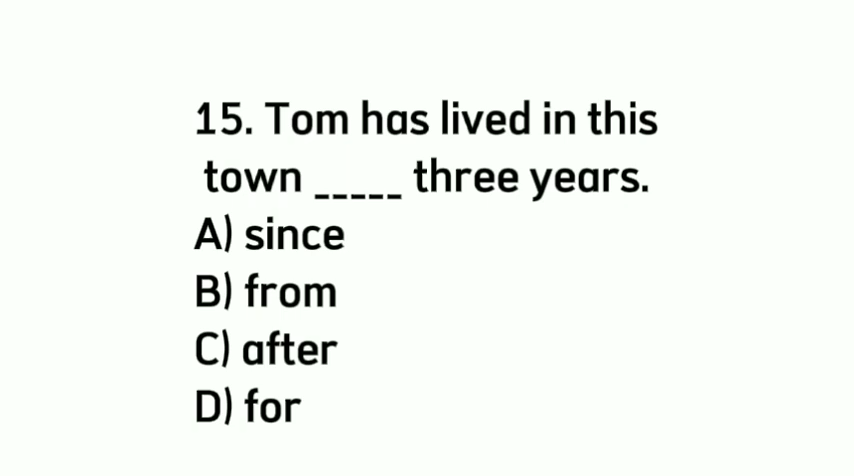 15. Tom has lived in this
town _____ three years.
A) since
B) from
C) after
D) for